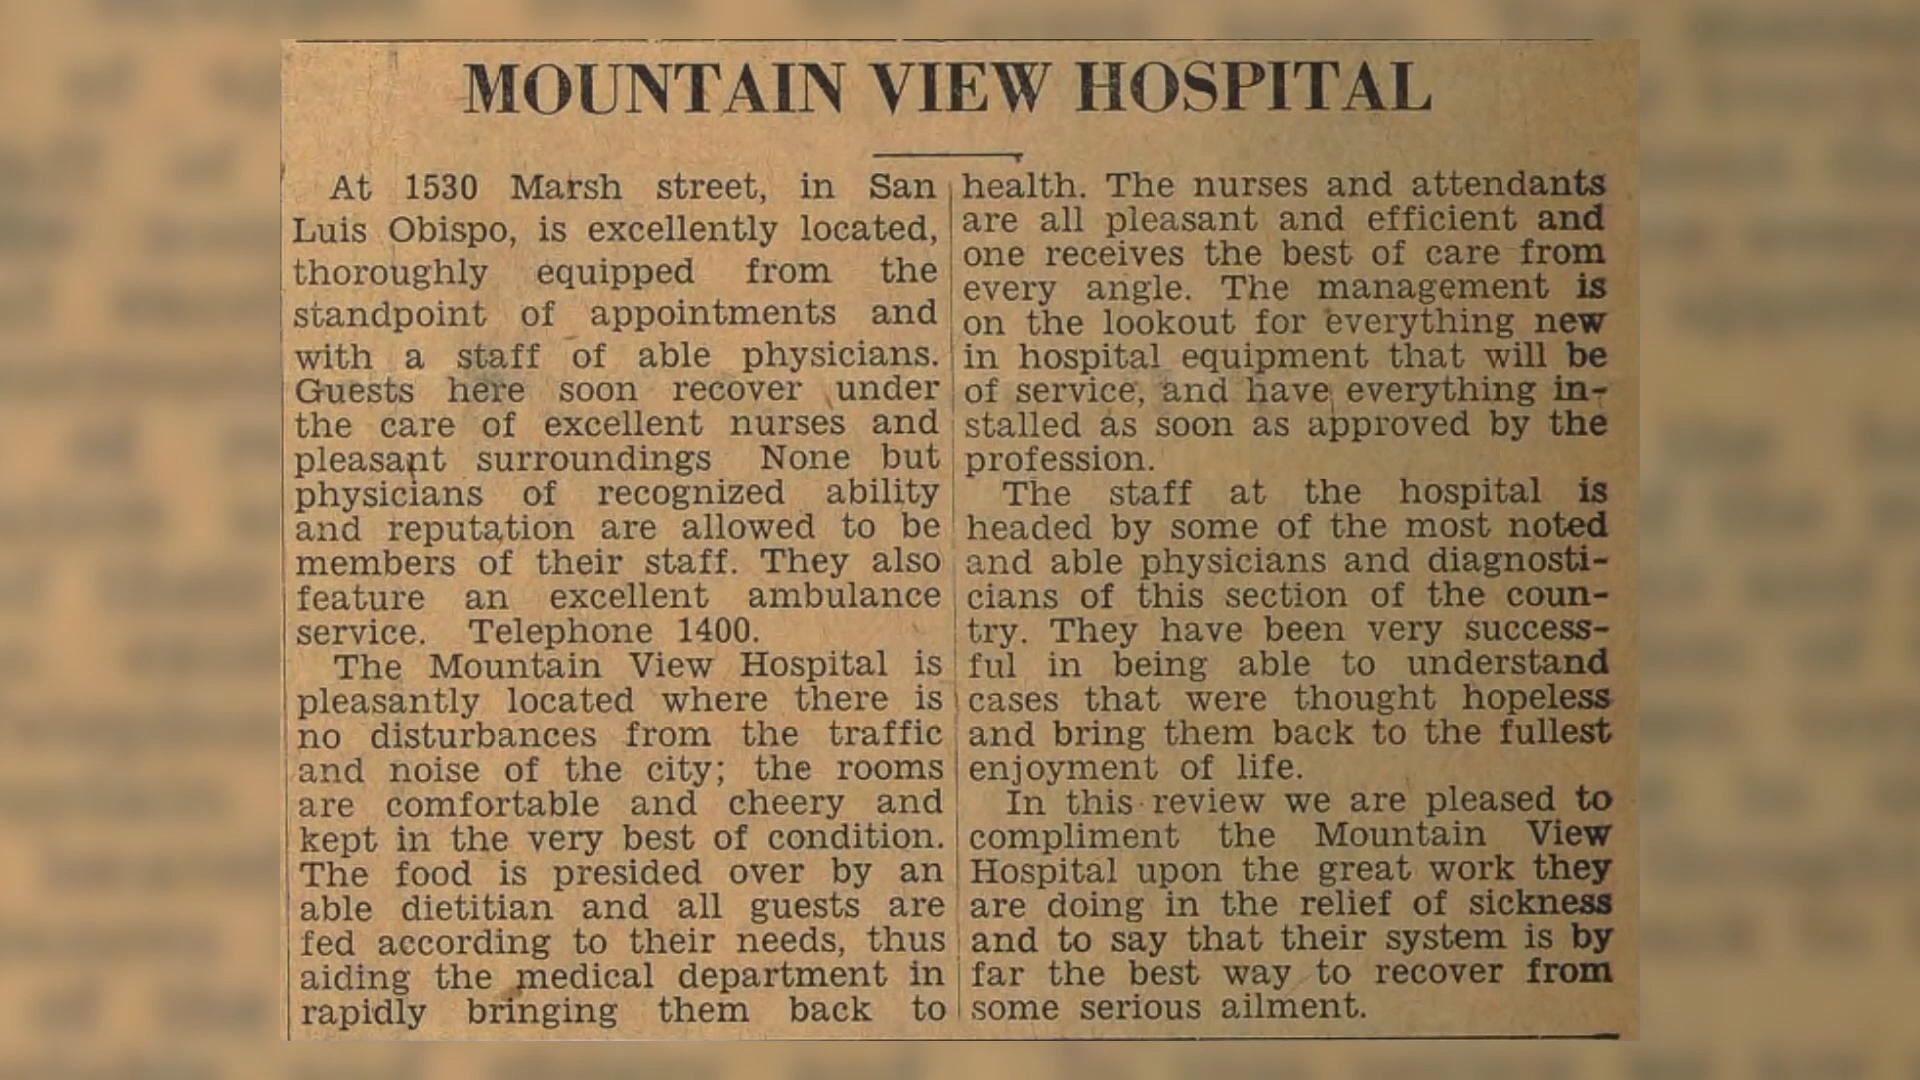 MOUNTAIN VIEW HOSPITAL
At 1530 Marsh street, in San
Luis Obispo, is excellently located,
thoroughly equipped from the
standpoint of appointments and
with a staff of able physicians.
Guests here soon recover under
the care of excellent nurses and
pleasant surroundings None but
physicians of recognized ability
and reputation are allowed to be
members of their staff. They also
feature an excellent ambulance
service. Telephone 1400.
The Mountain View Hospital is
pleasantly located where there is
no disturbances from the traffic
and noise of the city; the rooms
are comfortable and cheery and
kept in the very best of condition.
The food is presided over by an
able dietitian and all guests are
fed according to their needs, thus
aiding the medical department in
rapidly bringing them back to
health. The nurses and attendants
are all pleasant and efficient and
one receives the best of care from
every angle. The management is
on the lookout for everything new
in hospital equipment that will be
of service, and have everything in-
stalled as soon as approved by the
profession.
The staff at the hospital is
headed by some of the most noted
and able physicians and diagnosti-
cians of this section of the coun-
try. They have been very success-
ful in being able to understand
cases that were thought hopeless
and bring them back to the fullest
enjoyment of life.
In this review we are pleased to
compliment the Mountain View
Hospital upon the great work they
are doing in the relief of sickness
and to say that their system is by
far the best way to recover from
some serious ailment.